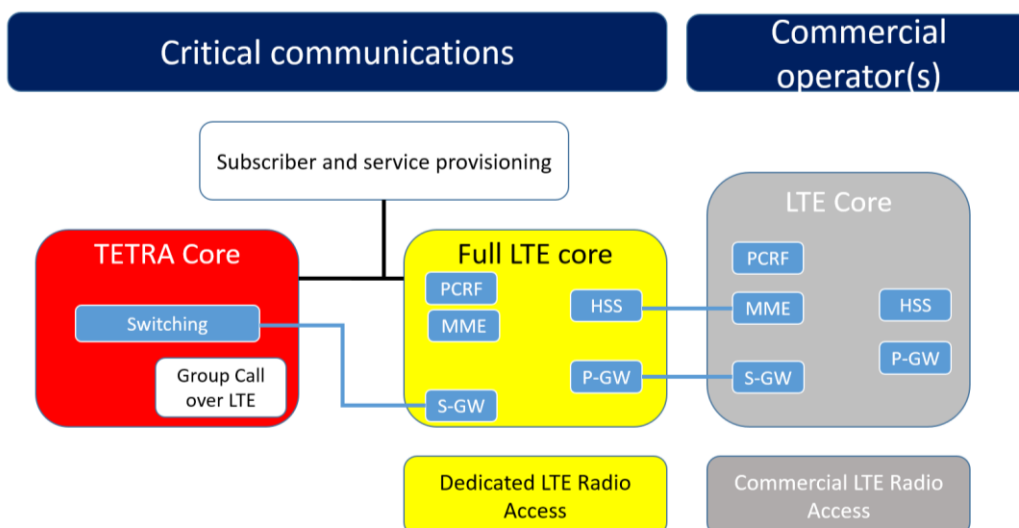 Critical communications
Commercial
operator(s)
Subscriber and service provisioning
TETRA Core
Switching
Group Call
over LTE
Full LTE core
PCRF
MME
HSS
P-GW
S-GW
LTE Core
PCRF
MME
HSS
P-GW
S-GW
Dedicated LTE Radio
Access
Commercial LTE Radio
Access